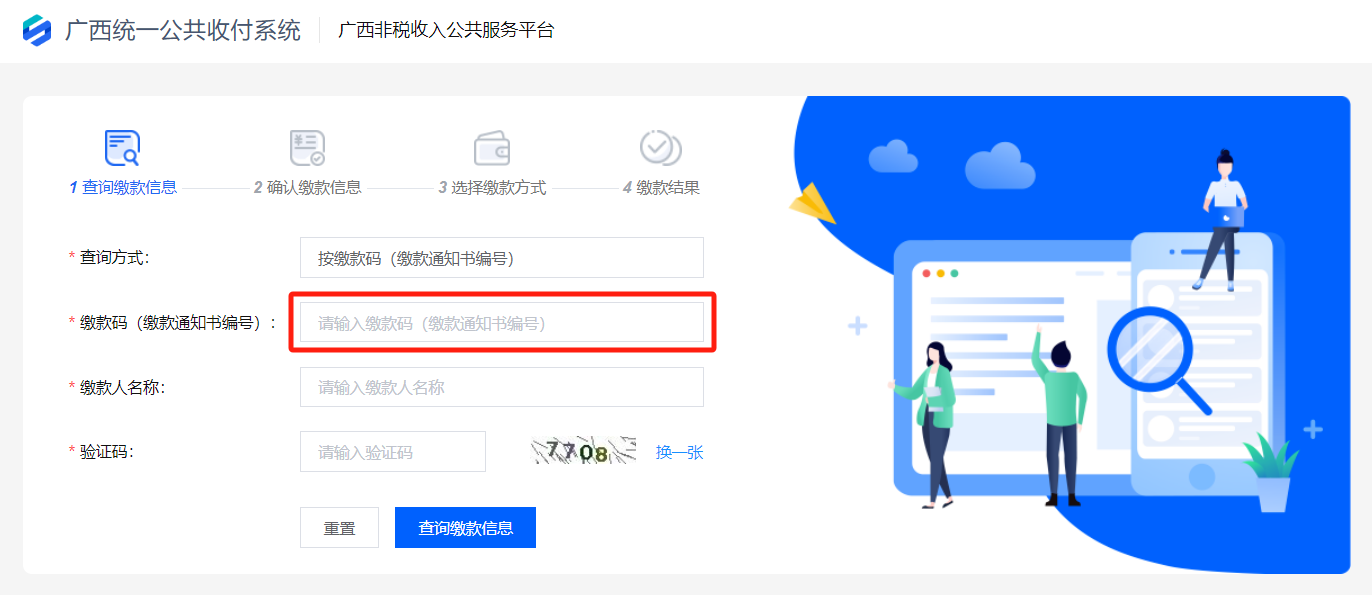 广西统一公共收付系统 广西非税收入公共服务平台
1 查询缴款信息 2 确认缴款信息 3 选择缴款方式 4 缴款结果
* 查询方式: 按缴款码（缴款通知书编号）
* 缴款码（缴款通知书编号）: 请输入缴款码（缴款通知书编号）
* 缴款人名称: 请输入缴款人名称
* 验证码: 请输入验证码 7708 换一张
重置 查询缴款信息